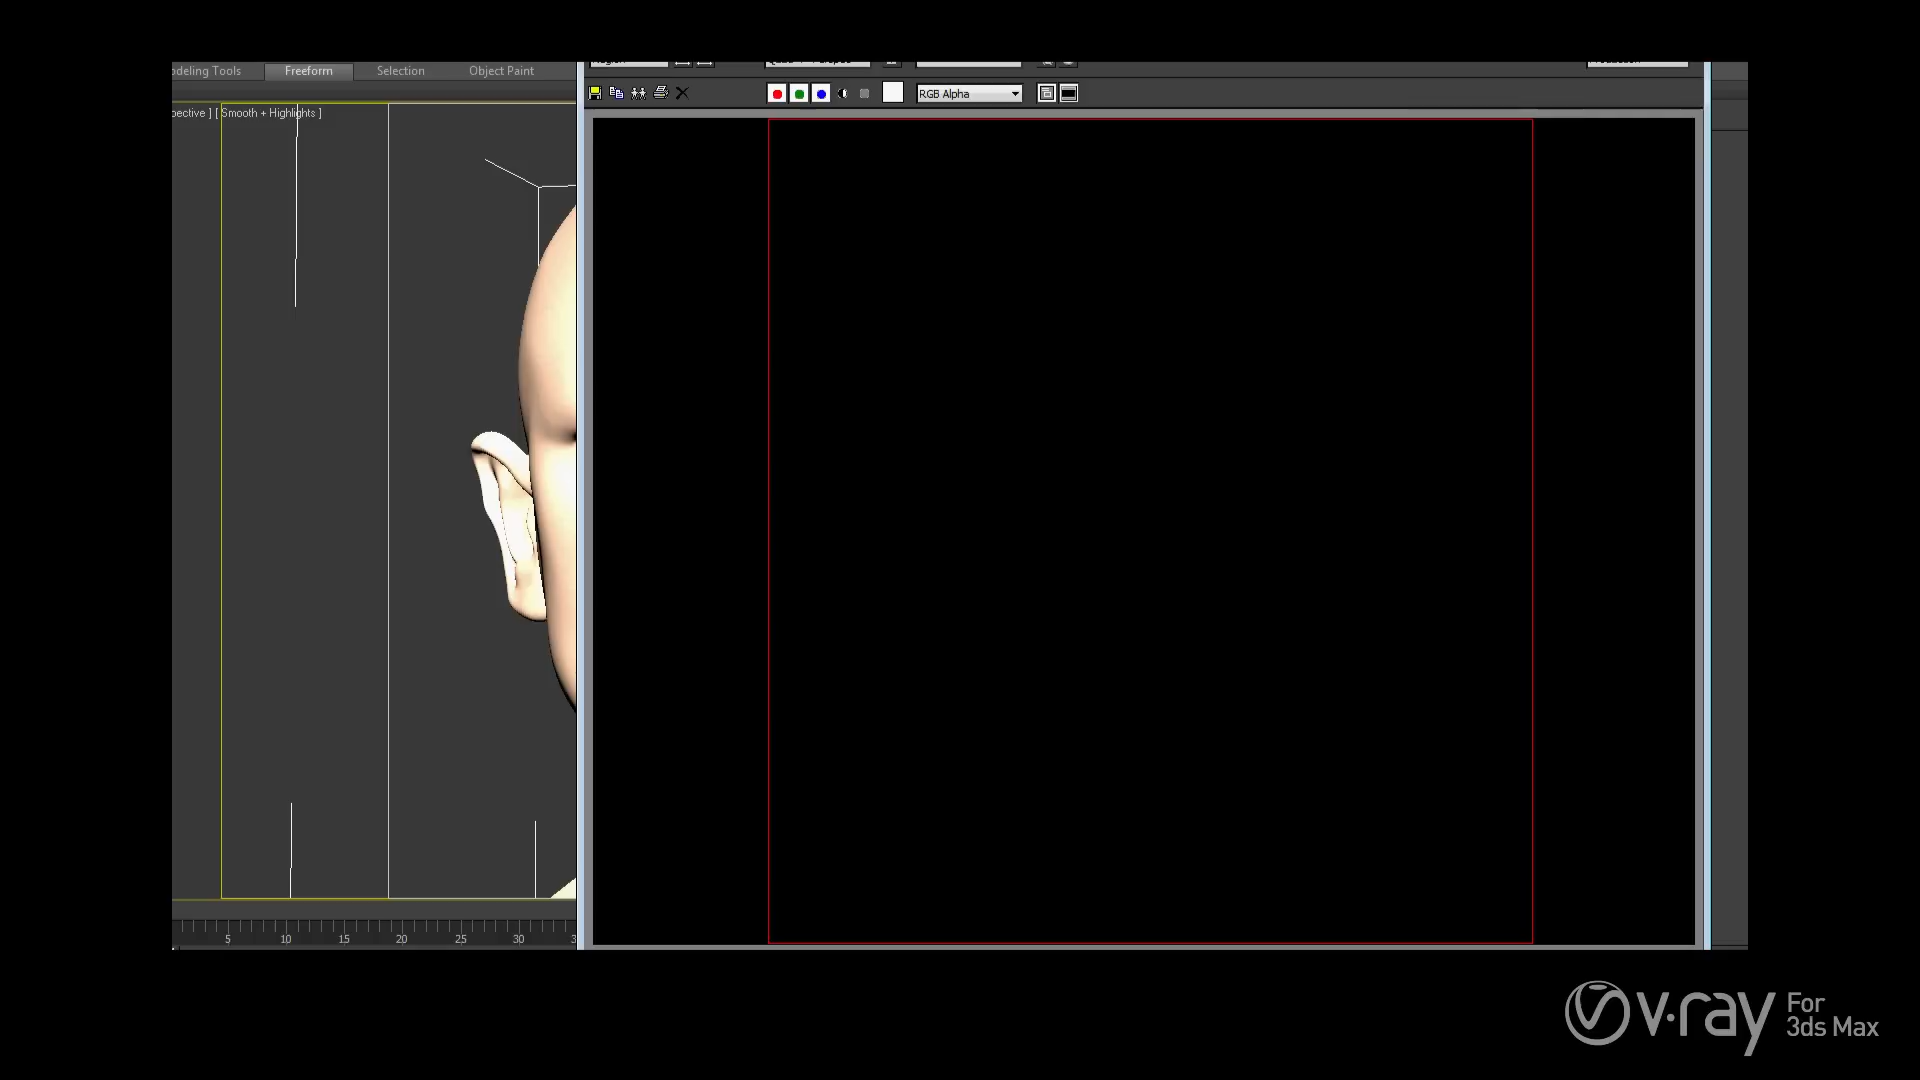 odeling Tools Freeform Selection Object Paint
RGB Alpha
pective ] [ Smooth + Highlights ]
5 10 15 20 25 30
v·ray For
3ds Max